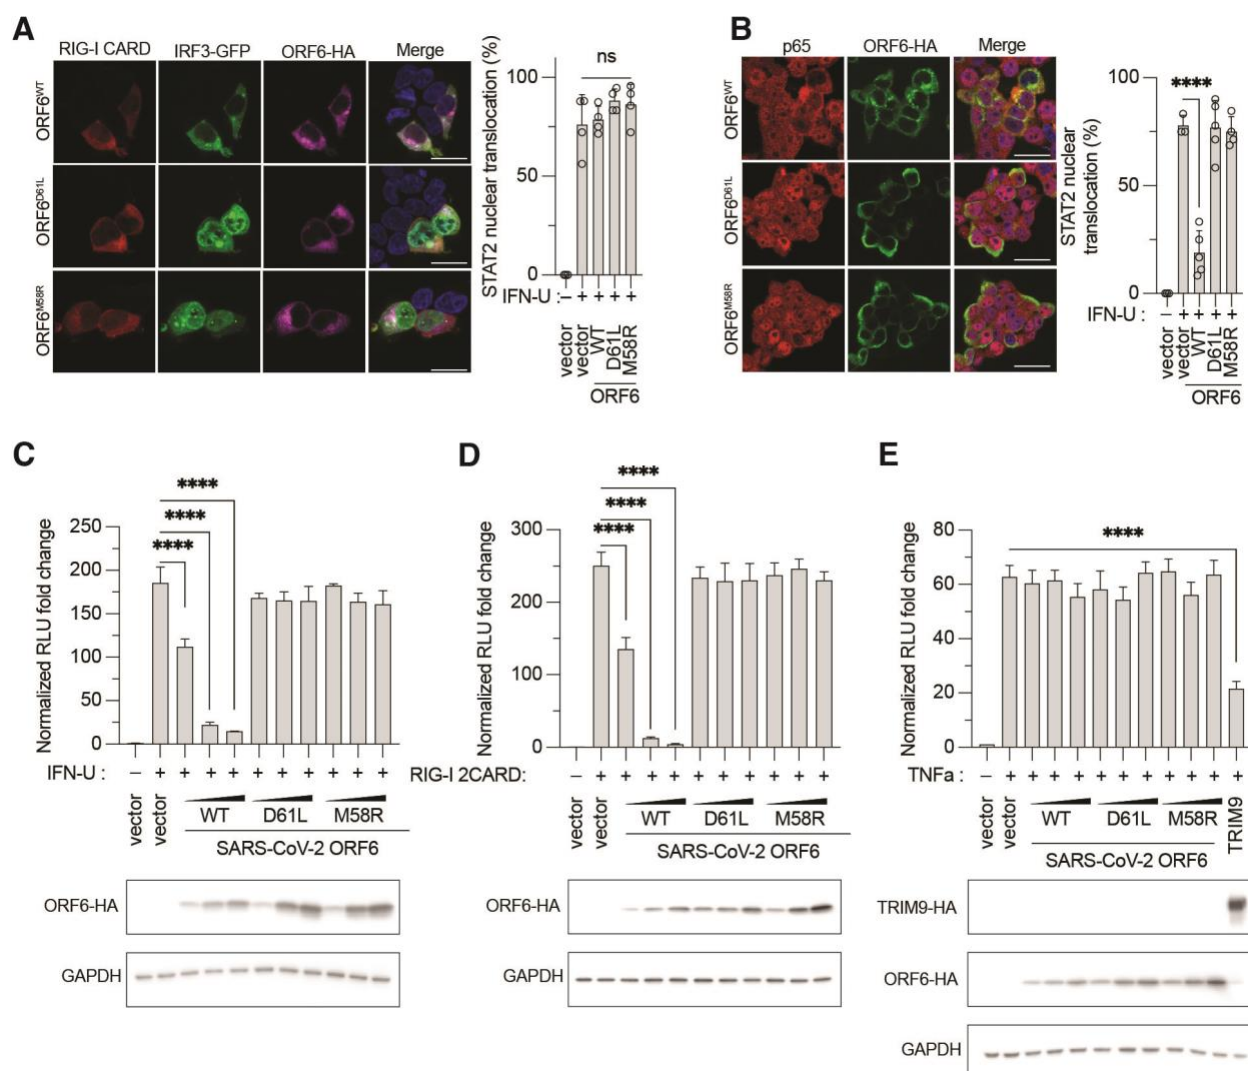 A
RIG-I CARD IRF3-GFP ORF6-HA Merge
ORF6WT
ORF6D61L
ORF6M58R
STAT2 nuclear translocation (%)
100
50
0
ns
IFN-U : – + + + +
vector vector WT D61L M58R
ORF6
B
p65 ORF6-HA Merge
ORF6WT
ORF6D61L
ORF6M58R
STAT2 nuclear
translocation (%)
100
50
0
****
IFN-U : – + + + +
vector vector WT D61L M58R
ORF6
C
Normalized RLU fold change
250
200
150
100
50
0
****
****
****
IFN-U : – + + + + + + + + + +
vector vector WT D61L M58R
SARS-CoV-2 ORF6
ORF6-HA
GAPDH
D
Normalized RLU fold change
300
200
100
0
****
****
****
RIG-I 2CARD: – + + + + + + + + + +
vector vector WT D61L M58R
SARS-CoV-2 ORF6
ORF6-HA
GAPDH
E
Normalized RLU fold change
80
60
40
20
0
****
TNFa : – + + + + + + + + + + +
vector vector WT D61L M58R TRIM9
SARS-CoV-2 ORF6
TRIM9-HA
ORF6-HA
GAPDH